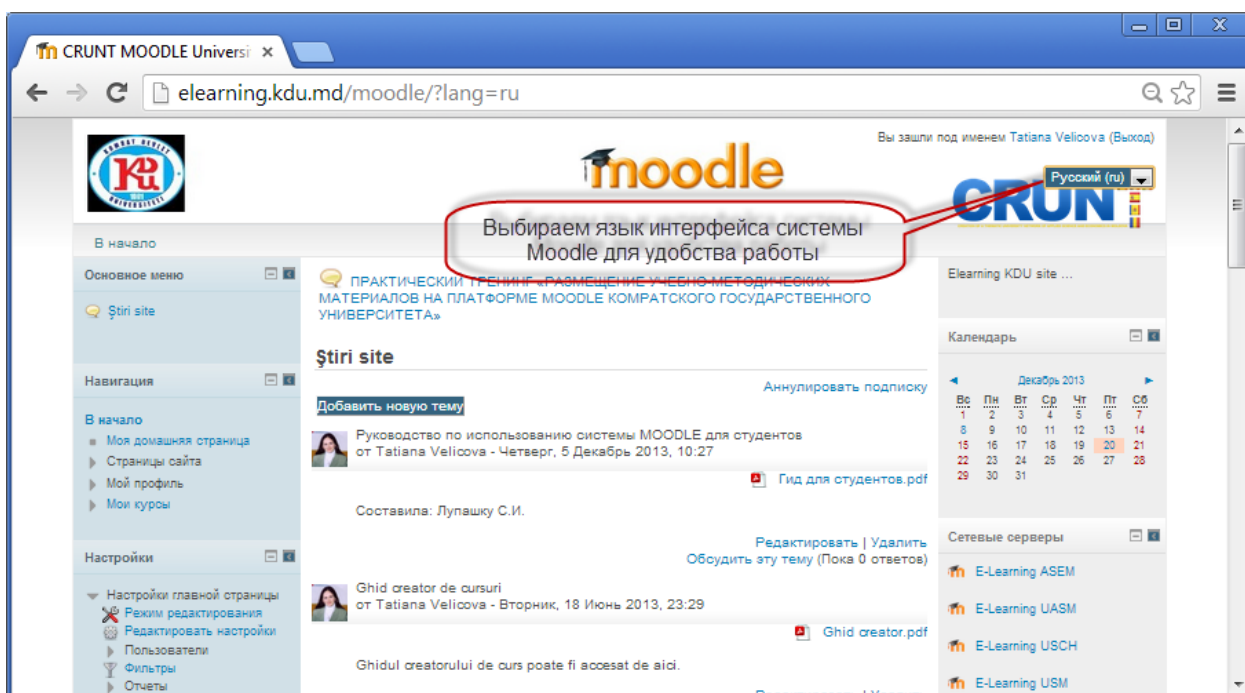 CRUNT MOODLE Universi
elearning.kdu.md/moodle/?lang=ru
KOMRAT DEVLET
KDU
1991
UNIVERSITETI
moodle
Вы зашли под именем Tatiana Velicova (Выход)
Русский (ru)
CRUNT
Выбираем язык интерфейса системы
Moodle для удобства работы
В начало
Основное меню
Ştiri site
Навигация
В начало
Моя домашняя страница
Страницы сайта
Мой профиль
Мои курсы
Настройки
Настройки главной страницы
Режим редактирования
Редактировать настройки
Пользователи
Фильтры
Отчеты
ПРАКТИЧЕСКИЙ ТРЕНИНГ «РАЗМЕЩЕНИЕ УЧЕБНО-МЕТОДИЧЕСКИХ
МАТЕРИАЛОВ НА ПЛАТФОРМЕ MOODLE КОМРАТСКОГО ГОСУДАРСТВЕННОГО
УНИВЕРСИТЕТА»
Ştiri site
Аннулировать подписку
Добавить новую тему
Руководство по использованию системы MOODLE для студентов
от Tatiana Velicova - Четверг, 5 Декабрь 2013, 10:27
Гид для студентов.pdf
Составила: Лупашку С.И.
Редактировать | Удалить
Обсудить эту тему (Пока 0 ответов)
Ghid creator de cursuri
от Tatiana Velicova - Вторник, 18 Июнь 2013, 23:29
Ghid creator.pdf
Ghidul creatorului de curs poate fi accesat de aici.
Elearning KDU site ...
Календарь
Декабрь 2013
Вс Пн Вт Ср Чт Пт Сб
1 2 3 4 5 6 7
8 9 10 11 12 13 14
15 16 17 18 19 20 21
22 23 24 25 26 27 28
29 30 31
Сетевые серверы
E-Learning ASEM
E-Learning UASM
E-Learning USCH
E-Learning USM